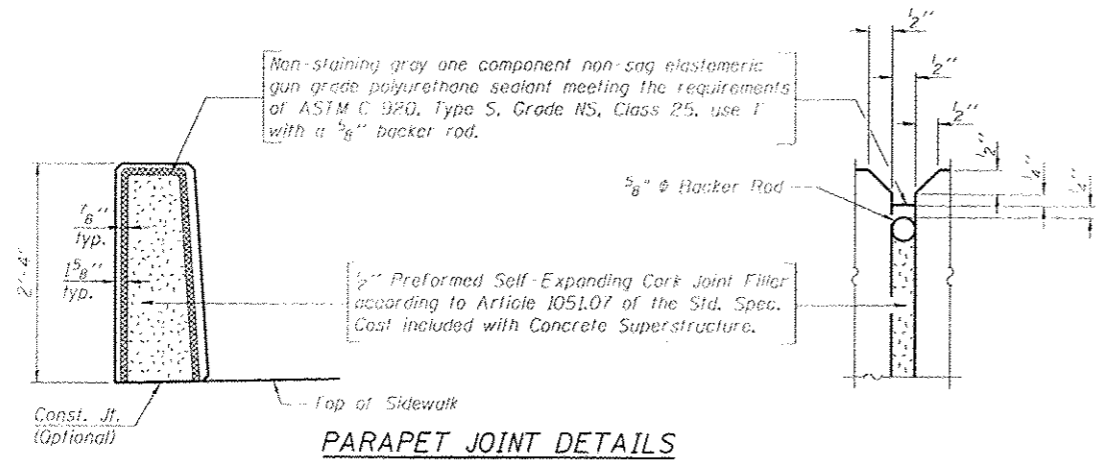 1/2"
Non-staining gray one component non-sag elastomeric
gun grade polyurethane sealant meeting the requirements
of ASTM C 920, Type S, Grade NS, Class 25, use T
with a 5/8" backer rod.
1/2"
1/2"
1/2"
1/4"
1/4"
5/8" Φ Backer Rod
7/8"
typ.
1 5/8"
typ.
2'-4"
1/2" Preformed Self-Expanding Cork Joint Filler
according to Article 1051.07 of the Std. Spec.
Cost included with Concrete Superstructure.
Const. Jt.
(Optional)
Top of Sidewalk
PARAPET JOINT DETAILS